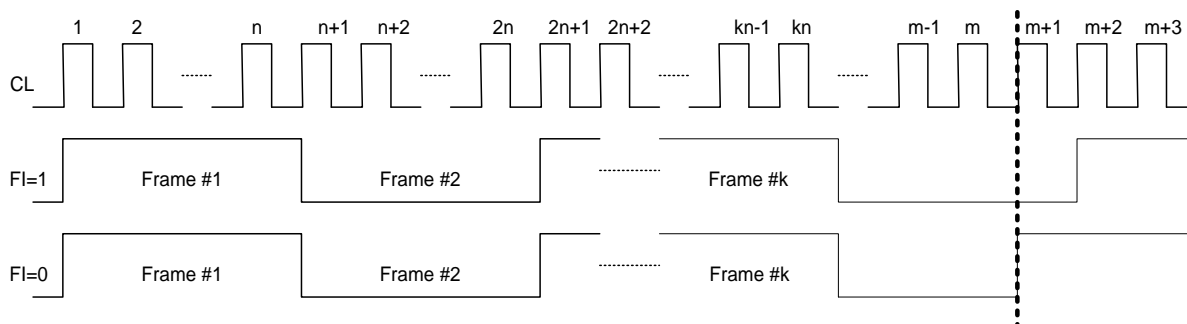 1 2 n n+1 n+2 2n 2n+1 2n+2 kn-1 kn m-1 m m+1 m+2 m+3
CL
FI=1 Frame #1 Frame #2 Frame #k
FI=0 Frame #1 Frame #2 Frame #k